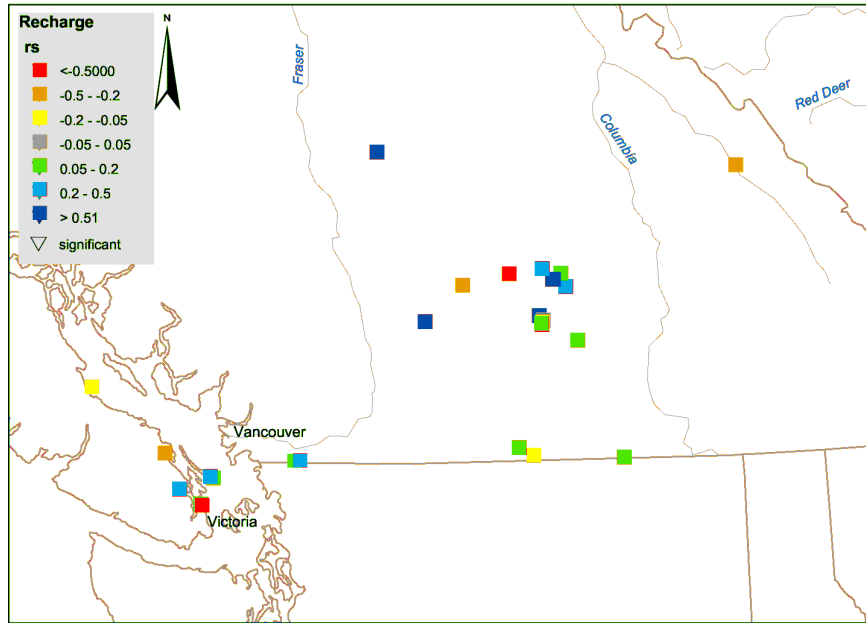 Recharge
rs
<-0.5000
-0.5 - -0.2
-0.2 - -0.05
-0.05 - 0.05
0.05 - 0.2
0.2 - 0.5
> 0.51
significant
N
Fraser
Columbia
Red Deer
Vancouver
Victoria